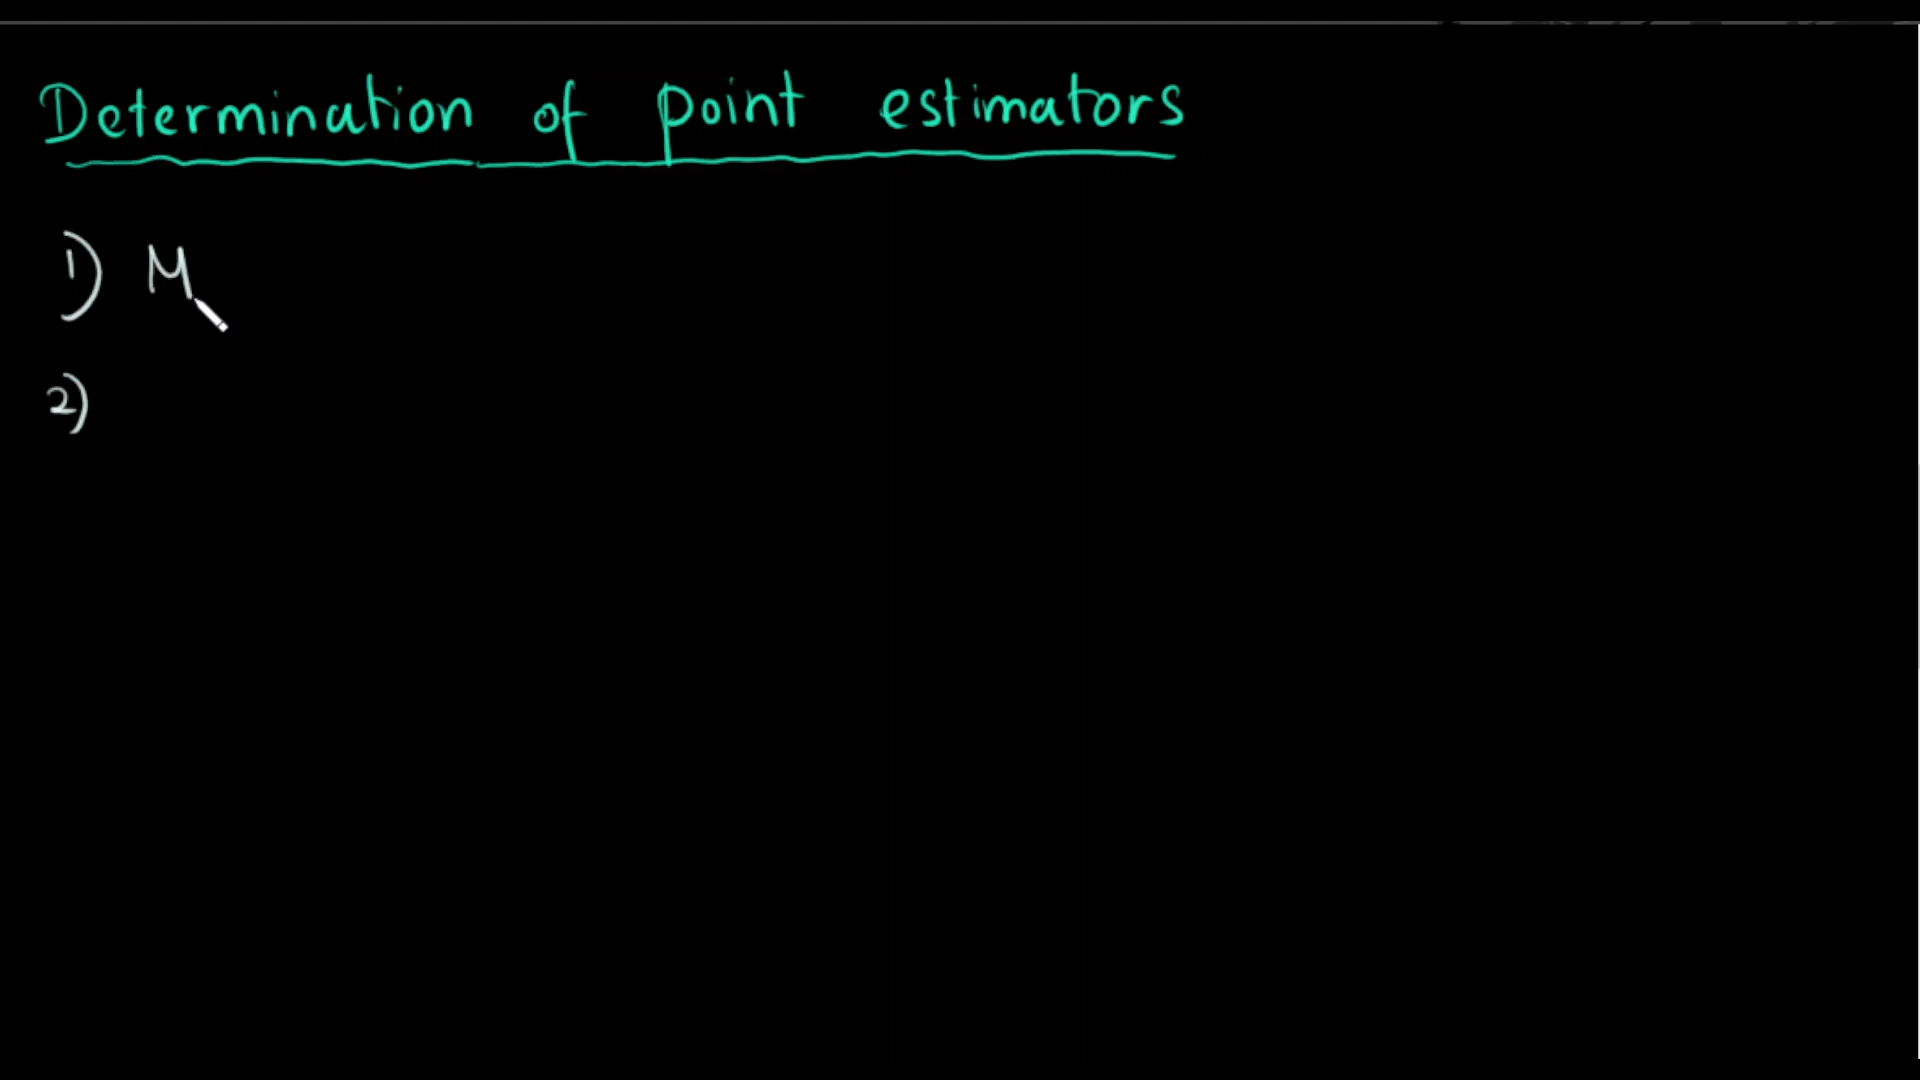 Determination of point estimators
1) M
2)